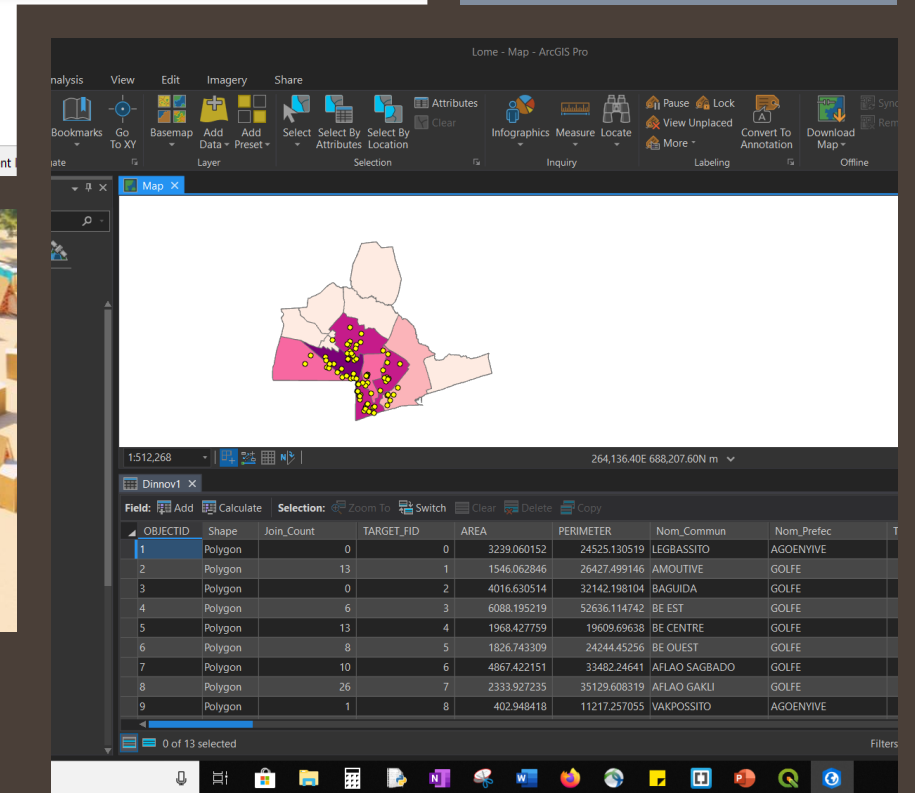 Lome - Map - ArcGIS Pro
nalysis View Edit Imagery Share
Bookmarks
Go To XY
Basemap
Add Data
Add Preset
Select
Select By Attributes
Select By Location
Attributes
Clear
Infographics
Measure
Locate
Pause
Lock
View Unplaced
More
Convert To Annotation
Download Map
Sync
Rem
ate
Layer
Selection
Inquiry
Labeling
Offline
nt
Map
1:512,268
264,136.40E 688,207.60N m
Dinnov1
Field: Add Calculate Selection: Zoom To Switch Clear Delete Copy
OBJECTID Shape Join_Count TARGET_FID AREA PERIMETER Nom_Commun Nom_Prefec T
1 Polygon 0 0 3239.060152 24525.130519 LEGBASSITO AGOENYIVE
2 Polygon 13 1 1546.062846 26427.499146 AMOUTIVE GOLFE
3 Polygon 0 2 4016.630514 32142.198104 BAGUIDA GOLFE
4 Polygon 6 3 6088.195219 52636.114742 BE EST GOLFE
5 Polygon 13 4 1968.427759 19609.69638 BE CENTRE GOLFE
6 Polygon 8 5 1826.743309 24244.45256 BE OUEST GOLFE
7 Polygon 10 6 4867.422151 33482.24641 AFLAO SAGBADO GOLFE
8 Polygon 26 7 2333.927235 35129.608319 AFLAO GAKLI GOLFE
9 Polygon 1 8 402.948418 11217.257055 VAKPOSSITO AGOENYIVE
0 of 13 selected
Filters